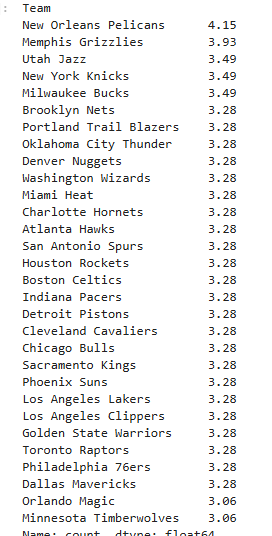 : Team
New Orleans Pelicans 4.15
Memphis Grizzlies 3.93
Utah Jazz 3.49
New York Knicks 3.49
Milwaukee Bucks 3.49
Brooklyn Nets 3.28
Portland Trail Blazers 3.28
Oklahoma City Thunder 3.28
Denver Nuggets 3.28
Washington Wizards 3.28
Miami Heat 3.28
Charlotte Hornets 3.28
Atlanta Hawks 3.28
San Antonio Spurs 3.28
Houston Rockets 3.28
Boston Celtics 3.28
Indiana Pacers 3.28
Detroit Pistons 3.28
Cleveland Cavaliers 3.28
Chicago Bulls 3.28
Sacramento Kings 3.28
Phoenix Suns 3.28
Los Angeles Lakers 3.28
Los Angeles Clippers 3.28
Golden State Warriors 3.28
Toronto Raptors 3.28
Philadelphia 76ers 3.28
Dallas Mavericks 3.28
Orlando Magic 3.06
Minnesota Timberwolves 3.06
Name: count, dtype: float64